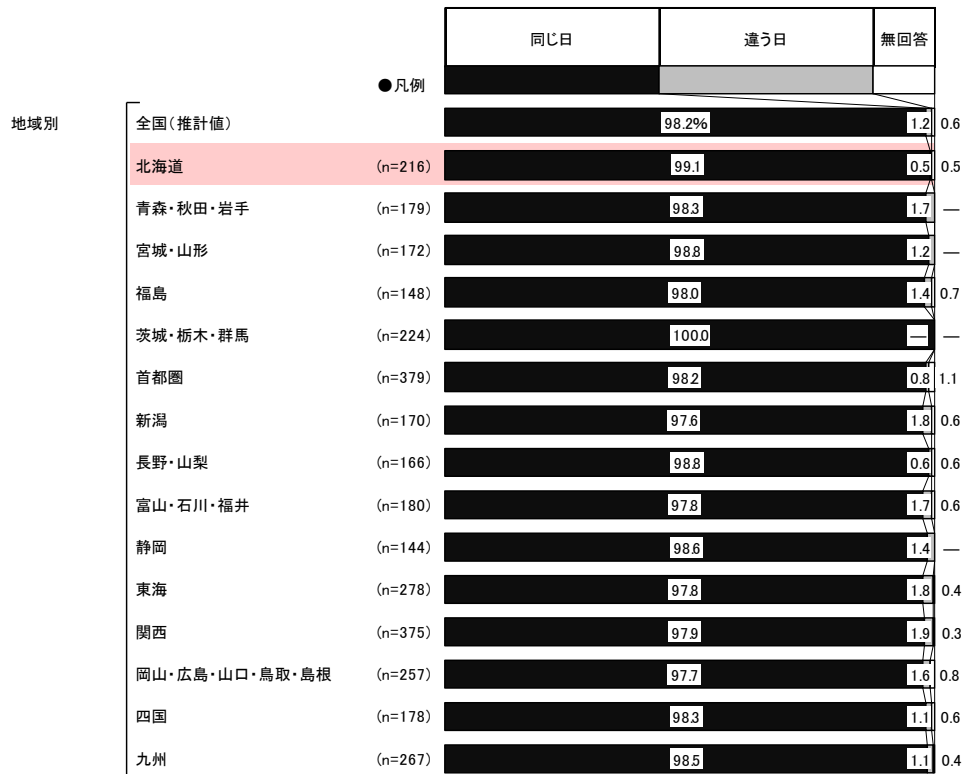 同じ日 違う日 無回答
●凡例
地域別 全国(推計値) 98.2% 1.2 0.6
北海道 (n=216) 99.1 0.5 0.5
青森・秋田・岩手 (n=179) 98.3 1.7 —
宮城・山形 (n=172) 98.8 1.2 —
福島 (n=148) 98.0 1.4 0.7
茨城・栃木・群馬 (n=224) 100.0 — —
首都圏 (n=379) 98.2 0.8 1.1
新潟 (n=170) 97.6 1.8 0.6
長野・山梨 (n=166) 98.8 0.6 0.6
富山・石川・福井 (n=180) 97.8 1.7 0.6
静岡 (n=144) 98.6 1.4 —
東海 (n=278) 97.8 1.8 0.4
関西 (n=375) 97.9 1.9 0.3
岡山・広島・山口・鳥取・島根 (n=257) 97.7 1.6 0.8
四国 (n=178) 98.3 1.1 0.6
九州 (n=267) 98.5 1.1 0.4